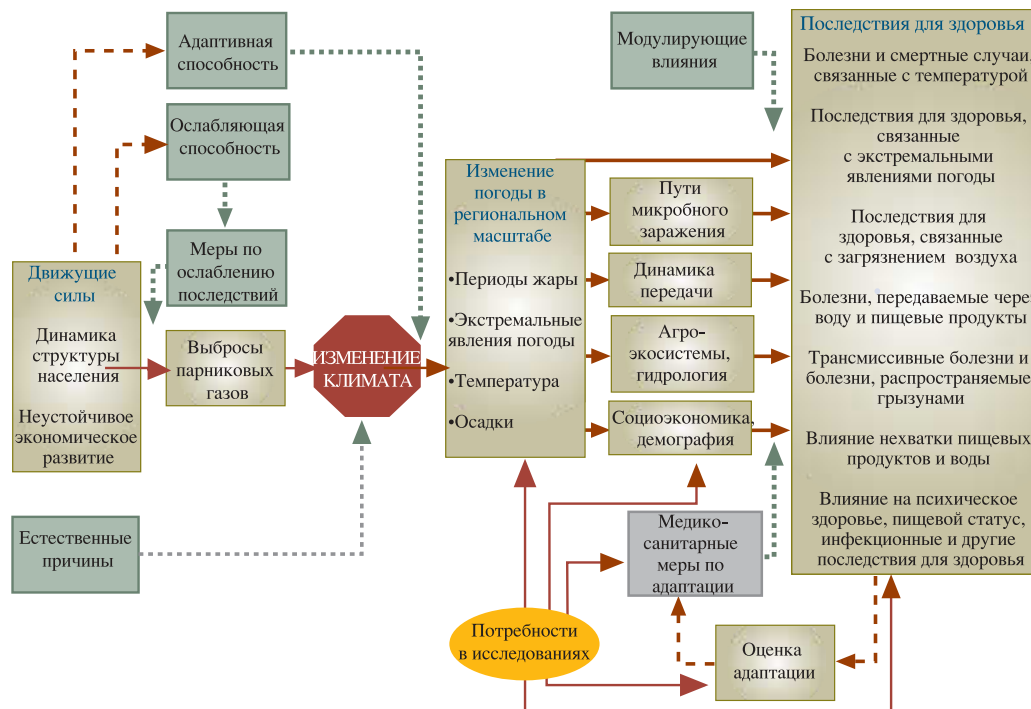 Адаптивная
способность
Ослабляющая
способность
Меры по
ослаблению
последствий
Движущие
силы
Динамика
структуры
населения
Неустойчивое
экономическое
развитие
Выбросы
парниковых
газов
Естественные
причины
ИЗМЕНЕНИЕ
КЛИМАТА
Изменение
погоды в
региональном
масштабе
•Периоды жары
•Экстремальные
явления погоды
•Температура
•Осадки
Модулирующие
влияния
Пути
микробного
заражения
Динамика
передачи
Агро-
экосистемы,
гидрология
Социоэкономика,
демография
Медико-
санитарные
меры по
адаптации
Потребности
в исследованиях
Оценка
адаптации
Последствия для здоровья
Болезни и смертные случаи,
связанные с температурой
Последствия для здоровья,
связанные
с экстремальными
явлениями погоды
Последствия для
здоровья, связанные
с загрязнением воздуха
Болезни, передаваемые через
воду и пищевые продукты
Трансмиссивные болезни и
болезни, распространяемые
грызунами
Влияние нехватки пищевых
продуктов и воды
Влияние на психическое
здоровье, пищевой статус,
инфекционные и другие
последствия для здоровья